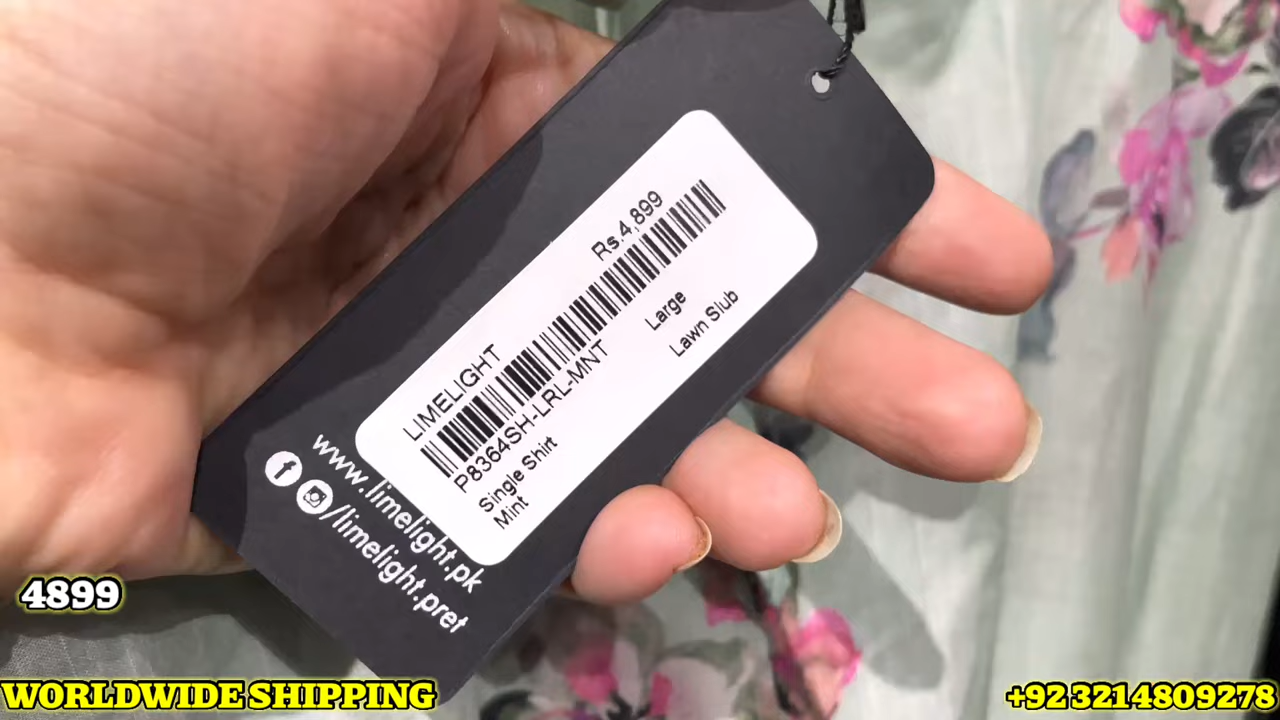 Rs.4,899
LIMELIGHT
P8364SH-LRL-MNT
Large
Single Shirt
Lawn Slub
Mint
www.limelight.pk
f /limelight.pret
4899
WORLDWIDE SHIPPING
+92 3214809278